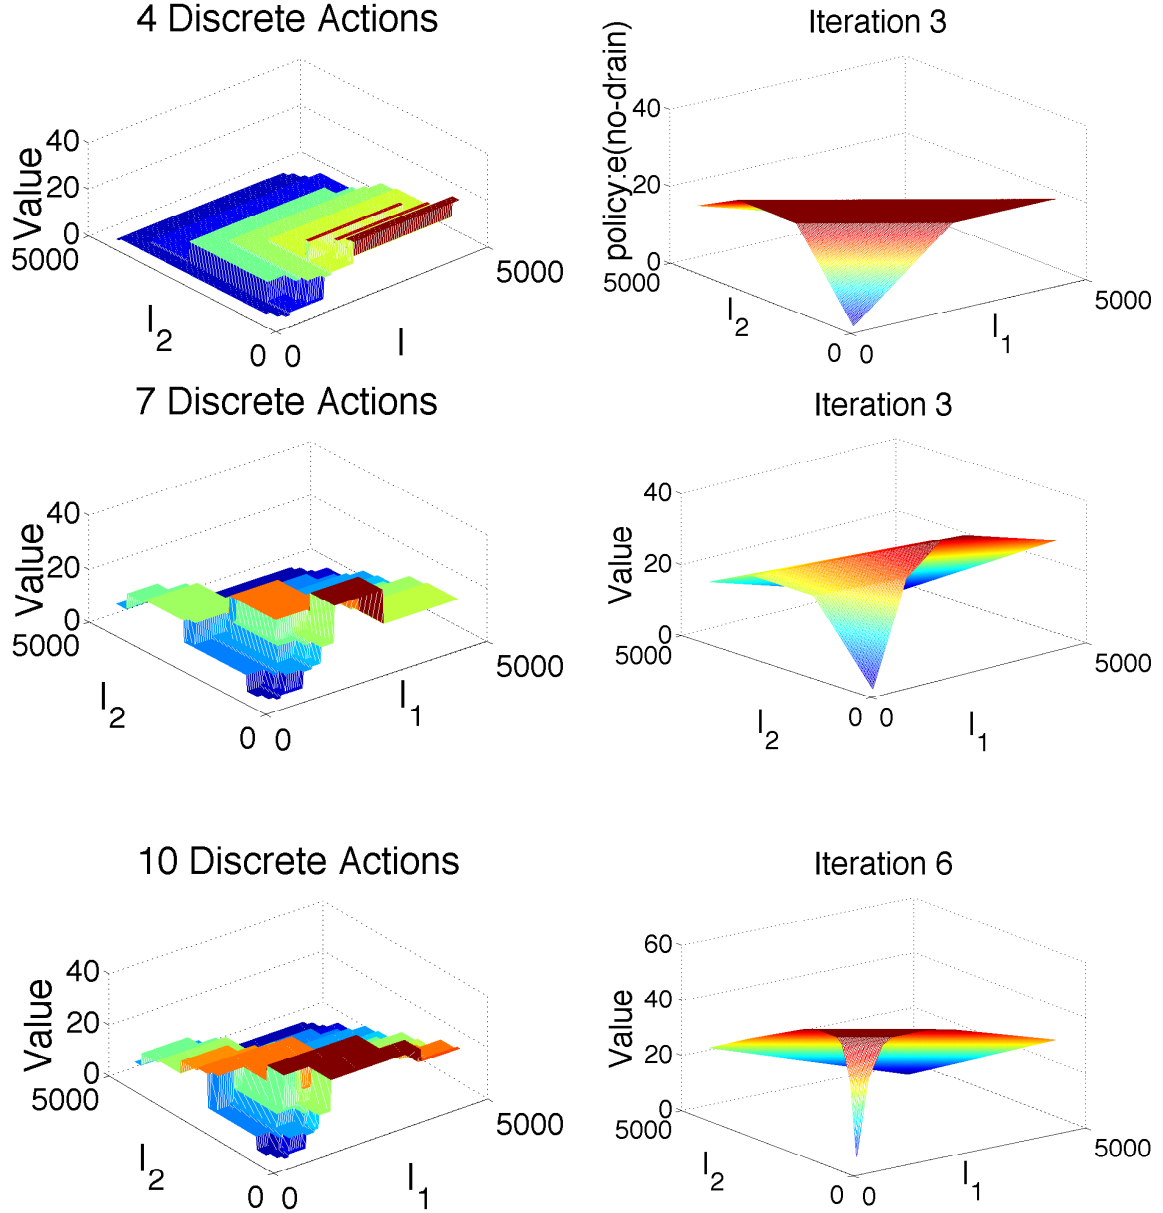 4 Discrete Actions
Value
40
20
0
5000
I2
0 0
I
5000
Iteration 3
policy:e(no-drain)
40
20
0
5000
I2
0 0
I1
5000
7 Discrete Actions
Value
40
20
0
5000
I2
0 0
I1
5000
Iteration 3
Value
40
20
0
5000
I2
0 0
I1
5000
10 Discrete Actions
Value
40
20
0
5000
I2
0 0
I1
5000
Iteration 6
Value
60
40
20
0
5000
I2
0 0
I1
5000